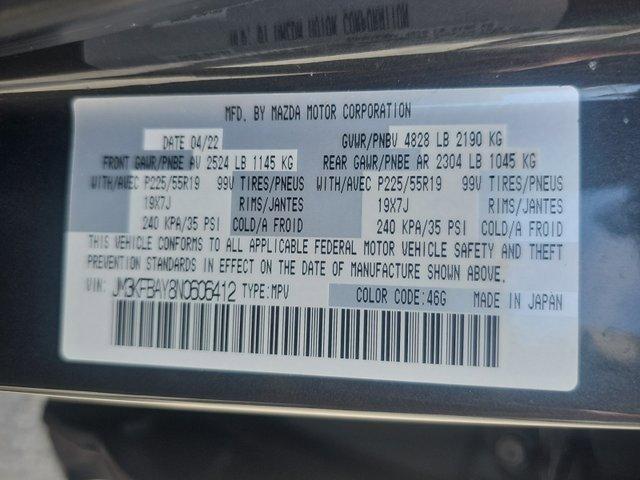 MFD. BY MAZDA MOTOR CORPORATION
DATE 04/22 GVWR/PNBV 4828 LB 2190 KG
FRONT GAWR/PNBE AV 2524 LB 1145 KG REAR GAWR/PNBE AR 2304 LB 1045 KG
WITH/AVEC P225/55R19 99V TIRES/PNEUS WITH/AVEC P225/55R19 99V TIRES/PNEUS
19X7J RIMS/JANTES 19X7J RIMS/JANTES
240 KPA/35 PSI COLD/A FROID 240 KPA/35 PSI COLD/A FROID
THIS VEHICLE CONFORMS TO ALL APPLICABLE FEDERAL MOTOR VEHICLE SAFETY AND THEFT
PREVENTION STANDARDS IN EFFECT ON THE DATE OF MANUFACTURE SHOWN ABOVE.
VIN: JM3KFBAY8N0606412 TYPE:MPV COLOR CODE:46G MADE IN JAPAN